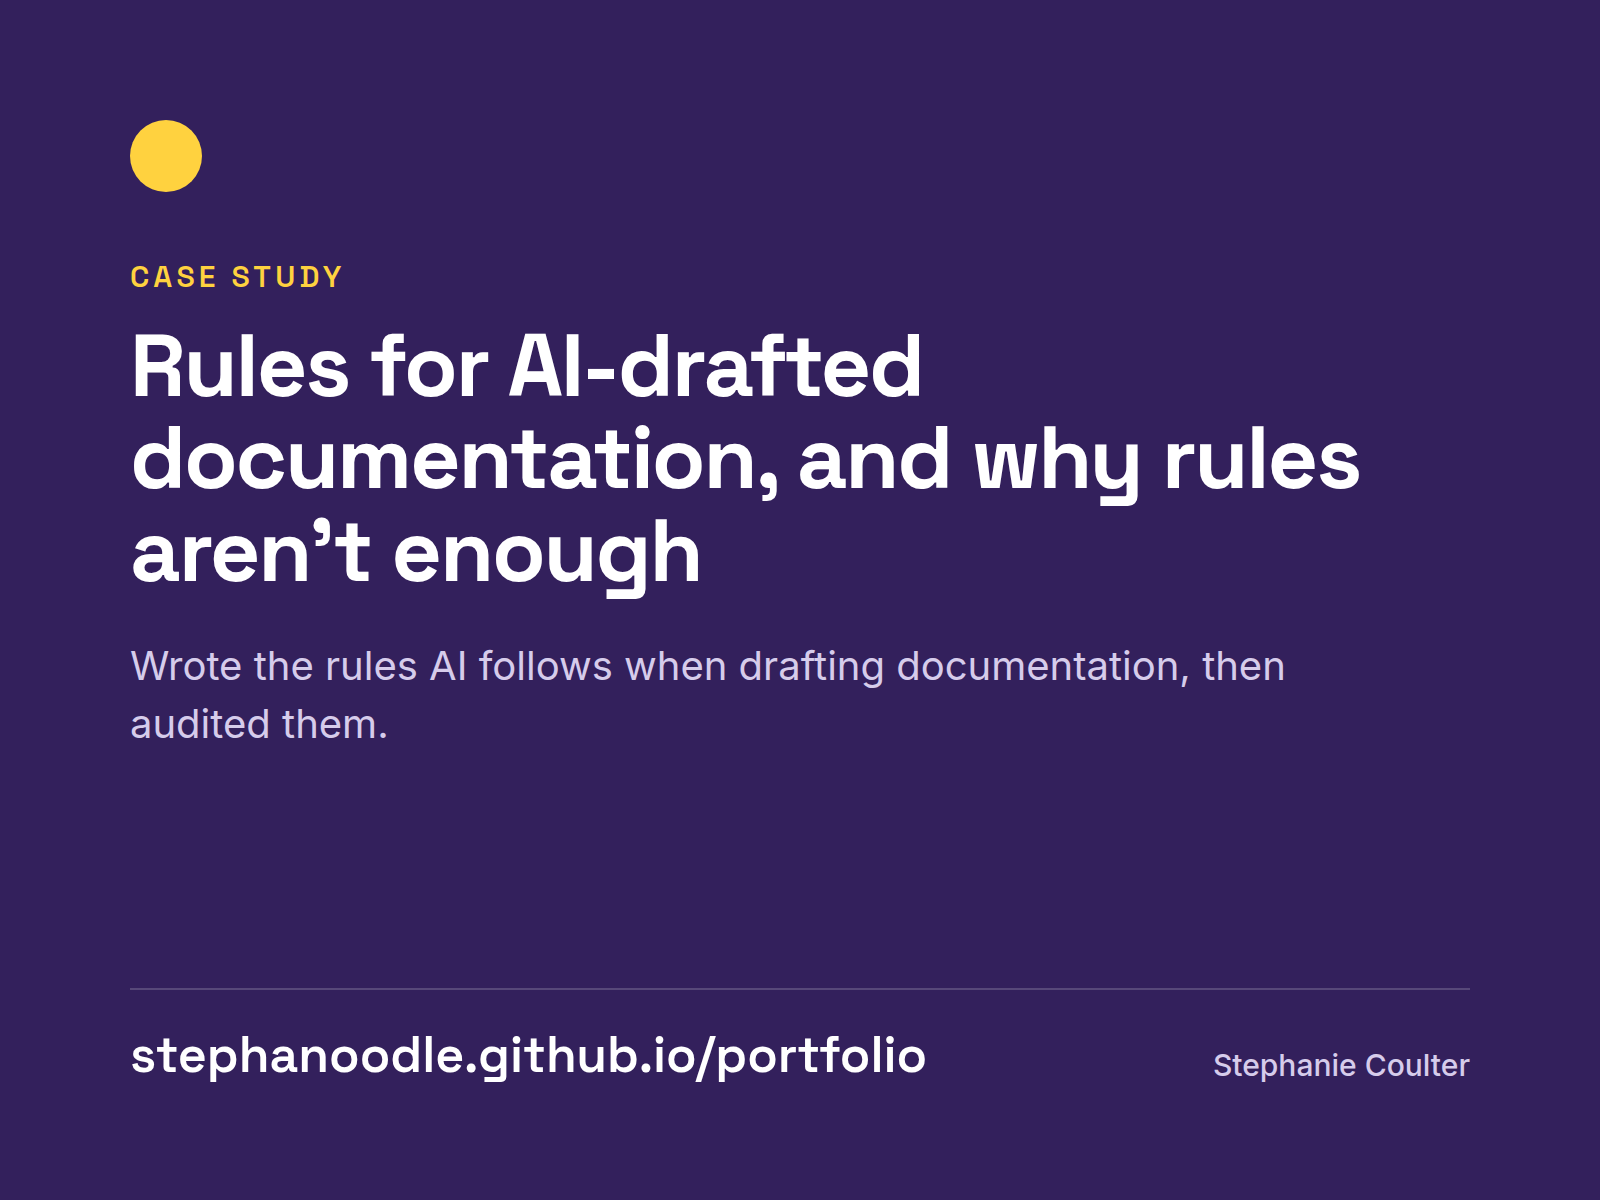 CASE STUDY
Rules for AI-drafted
documentation, and why rules
aren’t enough
Wrote the rules AI follows when drafting documentation, then
audited them.
stephanoodle.github.io/portfolio
Stephanie Coulter